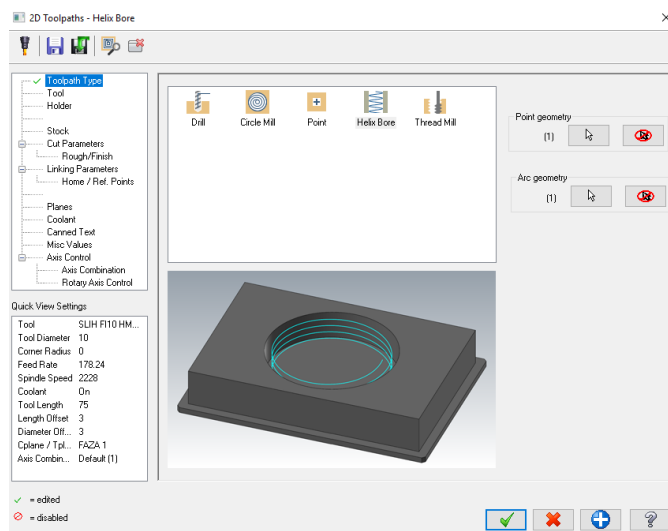 2D Toolpaths - Helix Bore
Toolpath Type
Tool
Holder
Stock
Cut Parameters
Rough/Finish
Linking Parameters
Home / Ref. Points
Planes
Coolant
Canned Text
Misc Values
Axis Control
Axis Combination
Rotary Axis Control
Drill
Circle Mill
Point
Helix Bore
Thread Mill
Point geometry
(1)
Arc geometry
(1)
Quick View Settings
Tool SLIH FI10 HM...
Tool Diameter 10
Corner Radius 0
Feed Rate 178.24
Spindle Speed 2228
Coolant On
Tool Length 75
Length Offset 3
Diameter Off... 3
Cplane / Tpl... FAZA 1
Axis Combin... Default (1)
= edited
= disabled